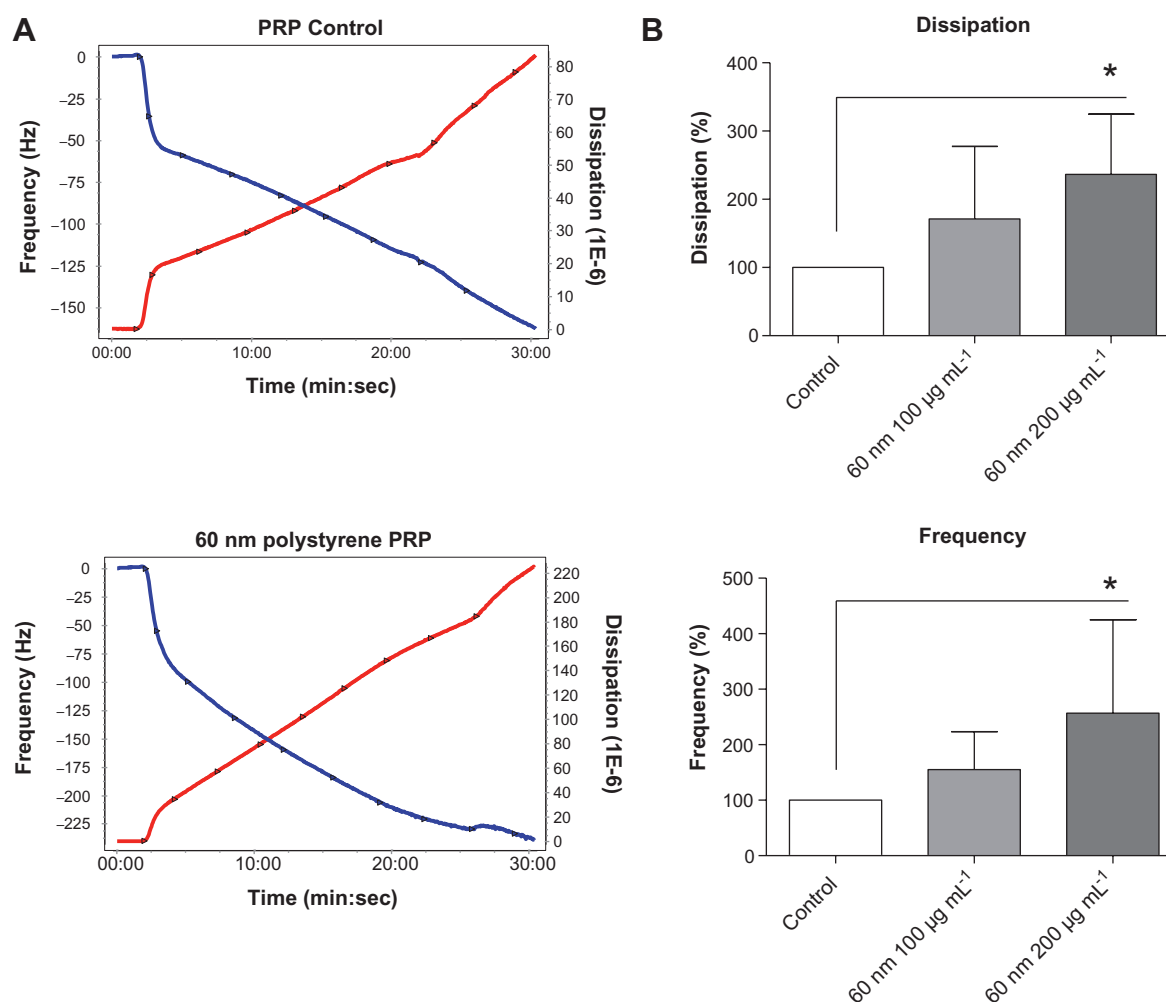 A
PRP Control
0
−25
−50
−75
−100
−125
−150
Frequency (Hz)
80
70
60
50
40
30
20
10
0
Dissipation (1E-6)
00:00 10:00 20:00 30:00
Time (min:sec)
60 nm polystyrene PRP
0
−25
−50
−75
−100
−125
−150
−175
−200
−225
Frequency (Hz)
220
200
180
160
140
120
100
80
60
40
20
0
Dissipation (1E-6)
00:00 10:00 20:00 30:00
Time (min:sec)
B
Dissipation
400
300
200
100
0
Dissipation (%)
*
Control
60 nm 100 µg mL⁻¹
60 nm 200 µg mL⁻¹
Frequency
500
400
300
200
100
0
Frequency (%)
*
Control
60 nm 100 µg mL⁻¹
60 nm 200 µg mL⁻¹